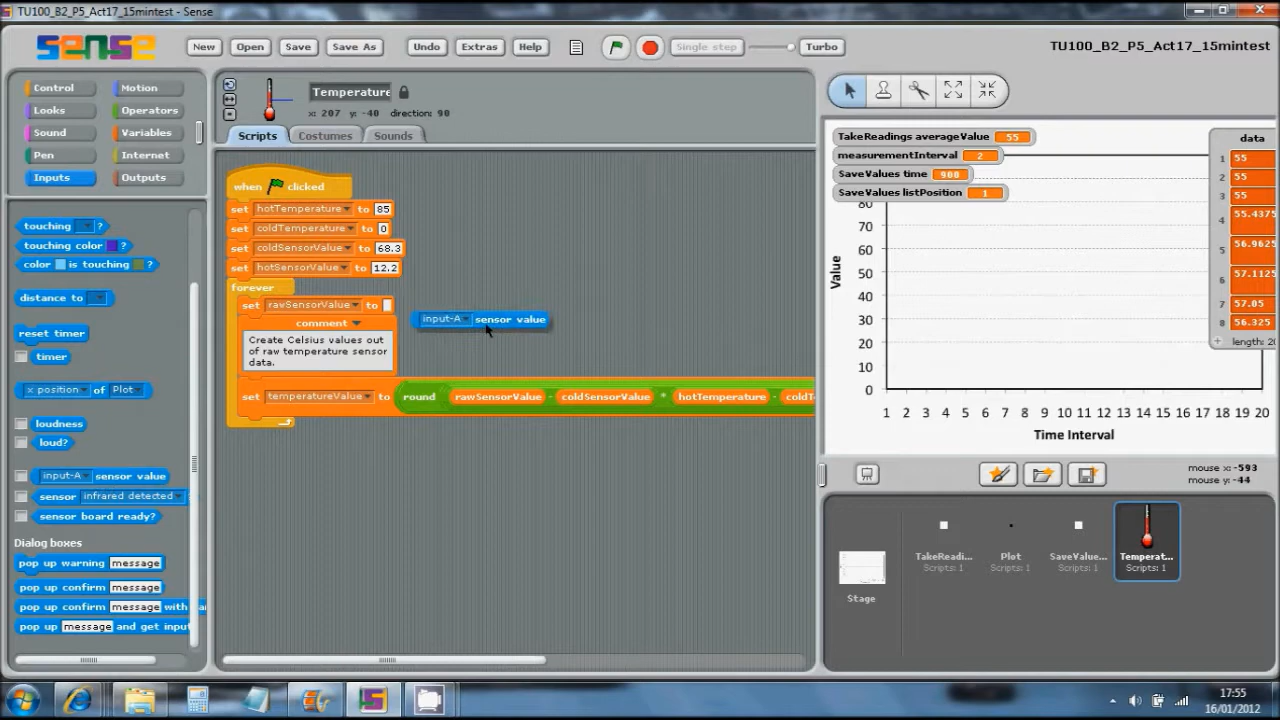 TU100_B2_P5_Act17_15mintest - Sense
sense
New Open Save Save As Undo Extras Help Single step Turbo
TU100_B2_P5_Act17_15mintest
Control Motion
Looks Operators
Sound Variables
Pen Internet
Inputs Outputs
touching ?
touching color ?
color is touching ?
distance to
reset timer
timer
x position of Plot
loudness
loud?
input-A sensor value
sensor infrared detected
sensor board ready?
Dialog boxes
pop up warning message
pop up confirm message
pop up confirm message with
pop up message and get input
Temperature
x: 207 y: -40 direction: 90
Scripts Costumes Sounds
when clicked
set hotTemperature to 85
set coldTemperature to 0
set coldSensorValue to 68.3
set hotSensorValue to 12.2
forever
set rawSensorValue to
input-A sensor value
comment
Create Celsius values out
of raw temperature sensor
data.
set temperatureValue to round rawSensorValue - coldSensorValue * hotTemperature -
TakeReadings averageValue 55
measurementInterval 2
SaveValues time 900
SaveValues listPosition 1
data
1 55
2 55
3 55
4 55.4375
5 56.9625
6 57.1125
7 57.05
8 56.325
+ length: 20
Value
80
70
60
50
40
30
20
10
0
1 2 3 4 5 6 7 8 9 10 11 12 13 14 15 16 17 18 19 20
Time Interval
mouse x: -593
mouse y: -44
Stage
TakeReadi...
Scripts: 1
Plot
Scripts: 1
SaveValue...
Scripts: 1
Temperat...
Scripts: 1
17:55
16/01/2012